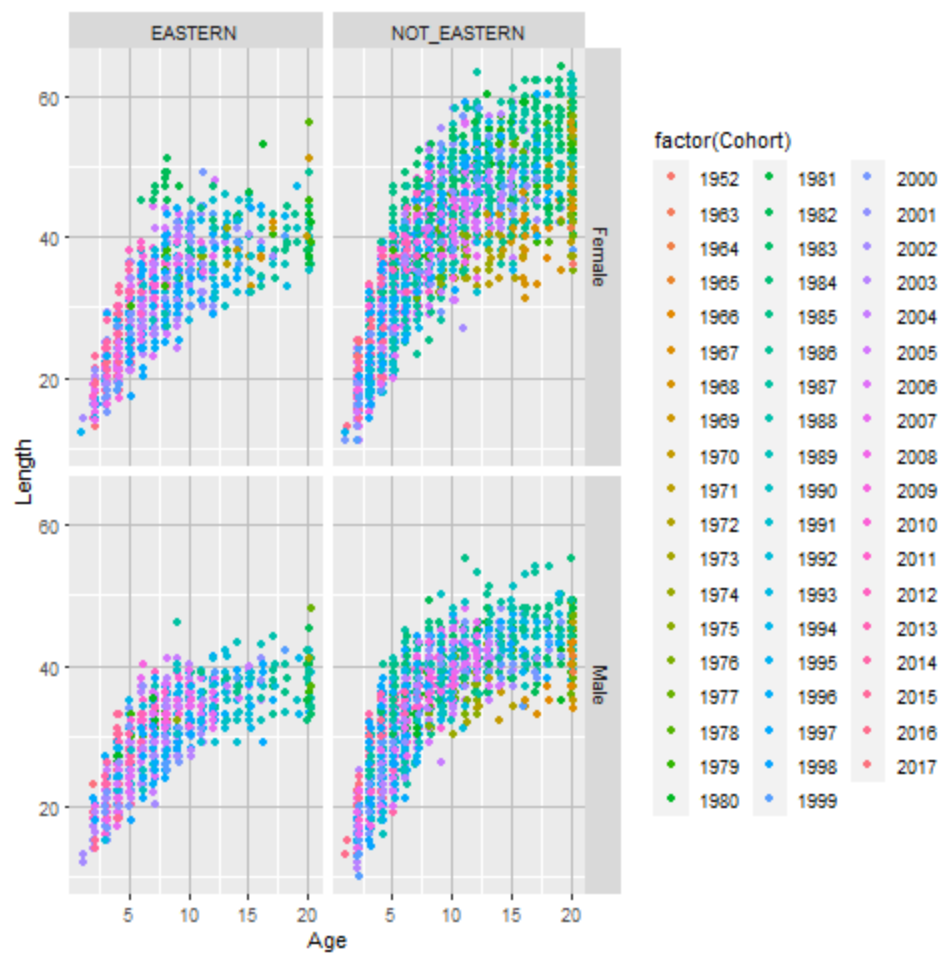 EASTERN NOT_EASTERN
60
40
20
Female
Length
60
40
20
Male
5 10 15 20 5 10 15 20
Age
factor(Cohort)
1952 1981 2000
1963 1982 2001
1964 1983 2002
1965 1984 2003
1966 1985 2004
1967 1986 2005
1968 1987 2006
1969 1988 2007
1970 1989 2008
1971 1990 2009
1972 1991 2010
1973 1992 2011
1974 1993 2012
1975 1994 2013
1976 1995 2014
1977 1996 2015
1978 1997 2016
1979 1998 2017
1980 1999